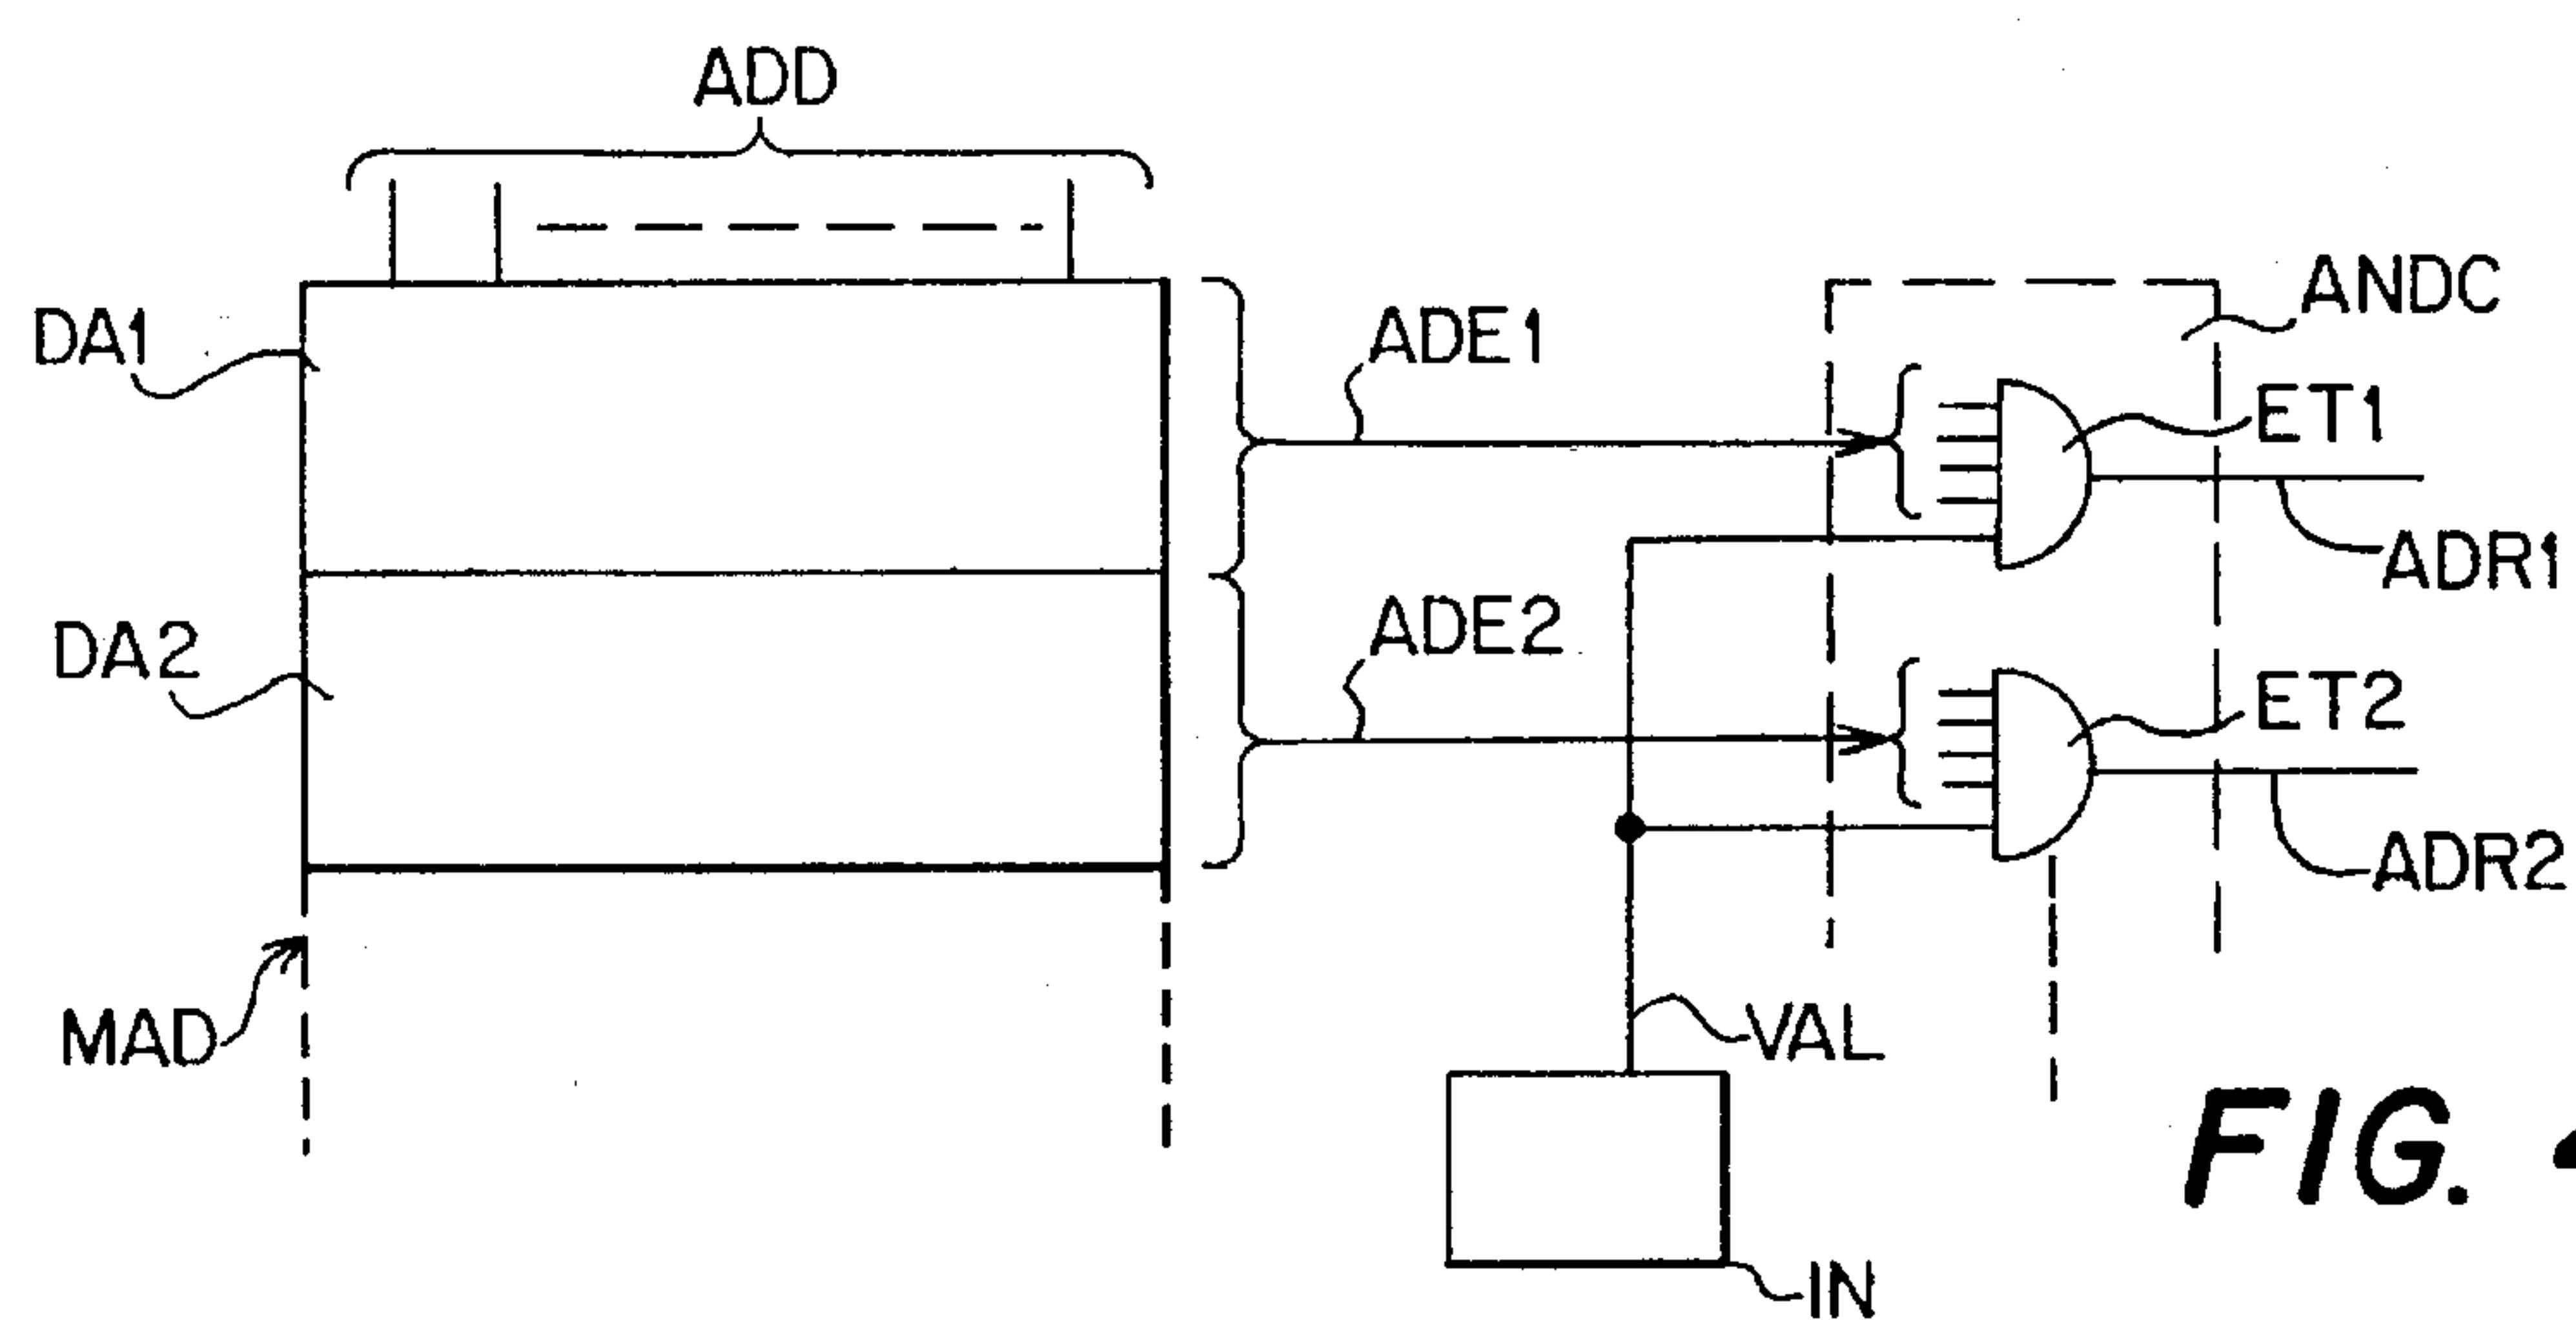 ADD
ANDC
DA1
ADE1
ET1
ADR1
DA2
ADE2
ET2
ADR2
MAD
VAL
FIG.
IN